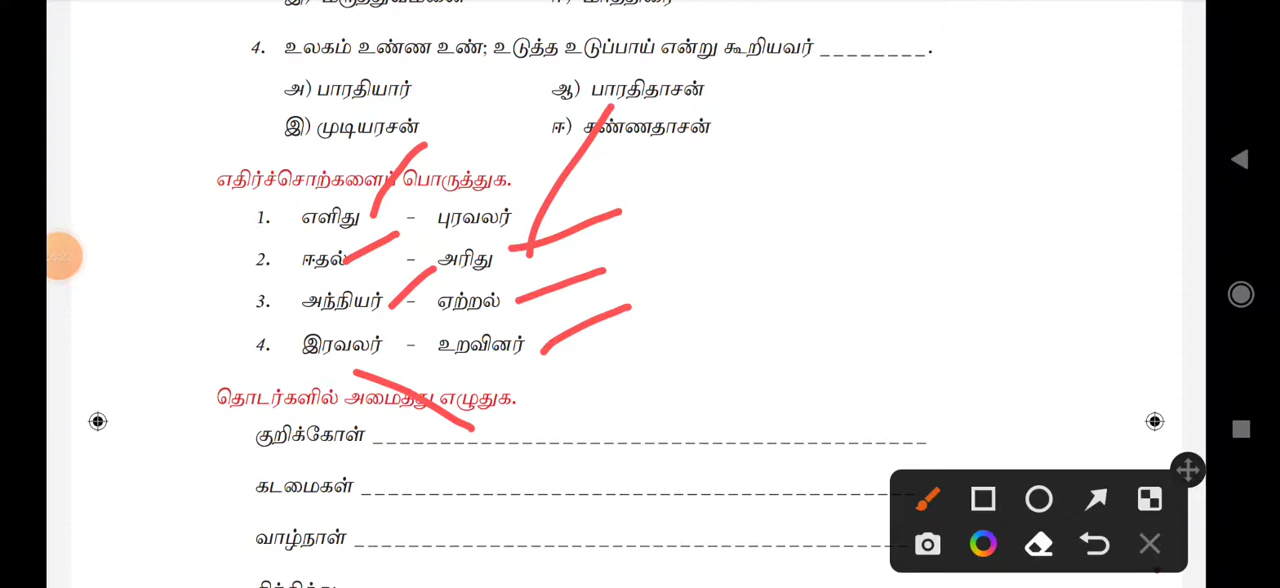 4. உலகம் உண்ண உண்; உடுத்த உடுப்பாய் என்று கூறியவர் ________.
அ) பாரதியார் ஆ) பாரதிதாசன்
இ) முடியரசன் ஈ) கண்ணதாசன்
எதிர்ச்சொற்களைப் பொருத்துக.
1. எளிது - புரவலர்
2. ஈதல் - அரிது
3. அந்நியர் - ஏற்றல்
4. இரவலர் - உறவினர்
தொடர்களில் அமைத்து எழுதுக.
குறிக்கோள் ________________________________
கடமைகள் ________________________________
வாழ்நாள் ________________________________